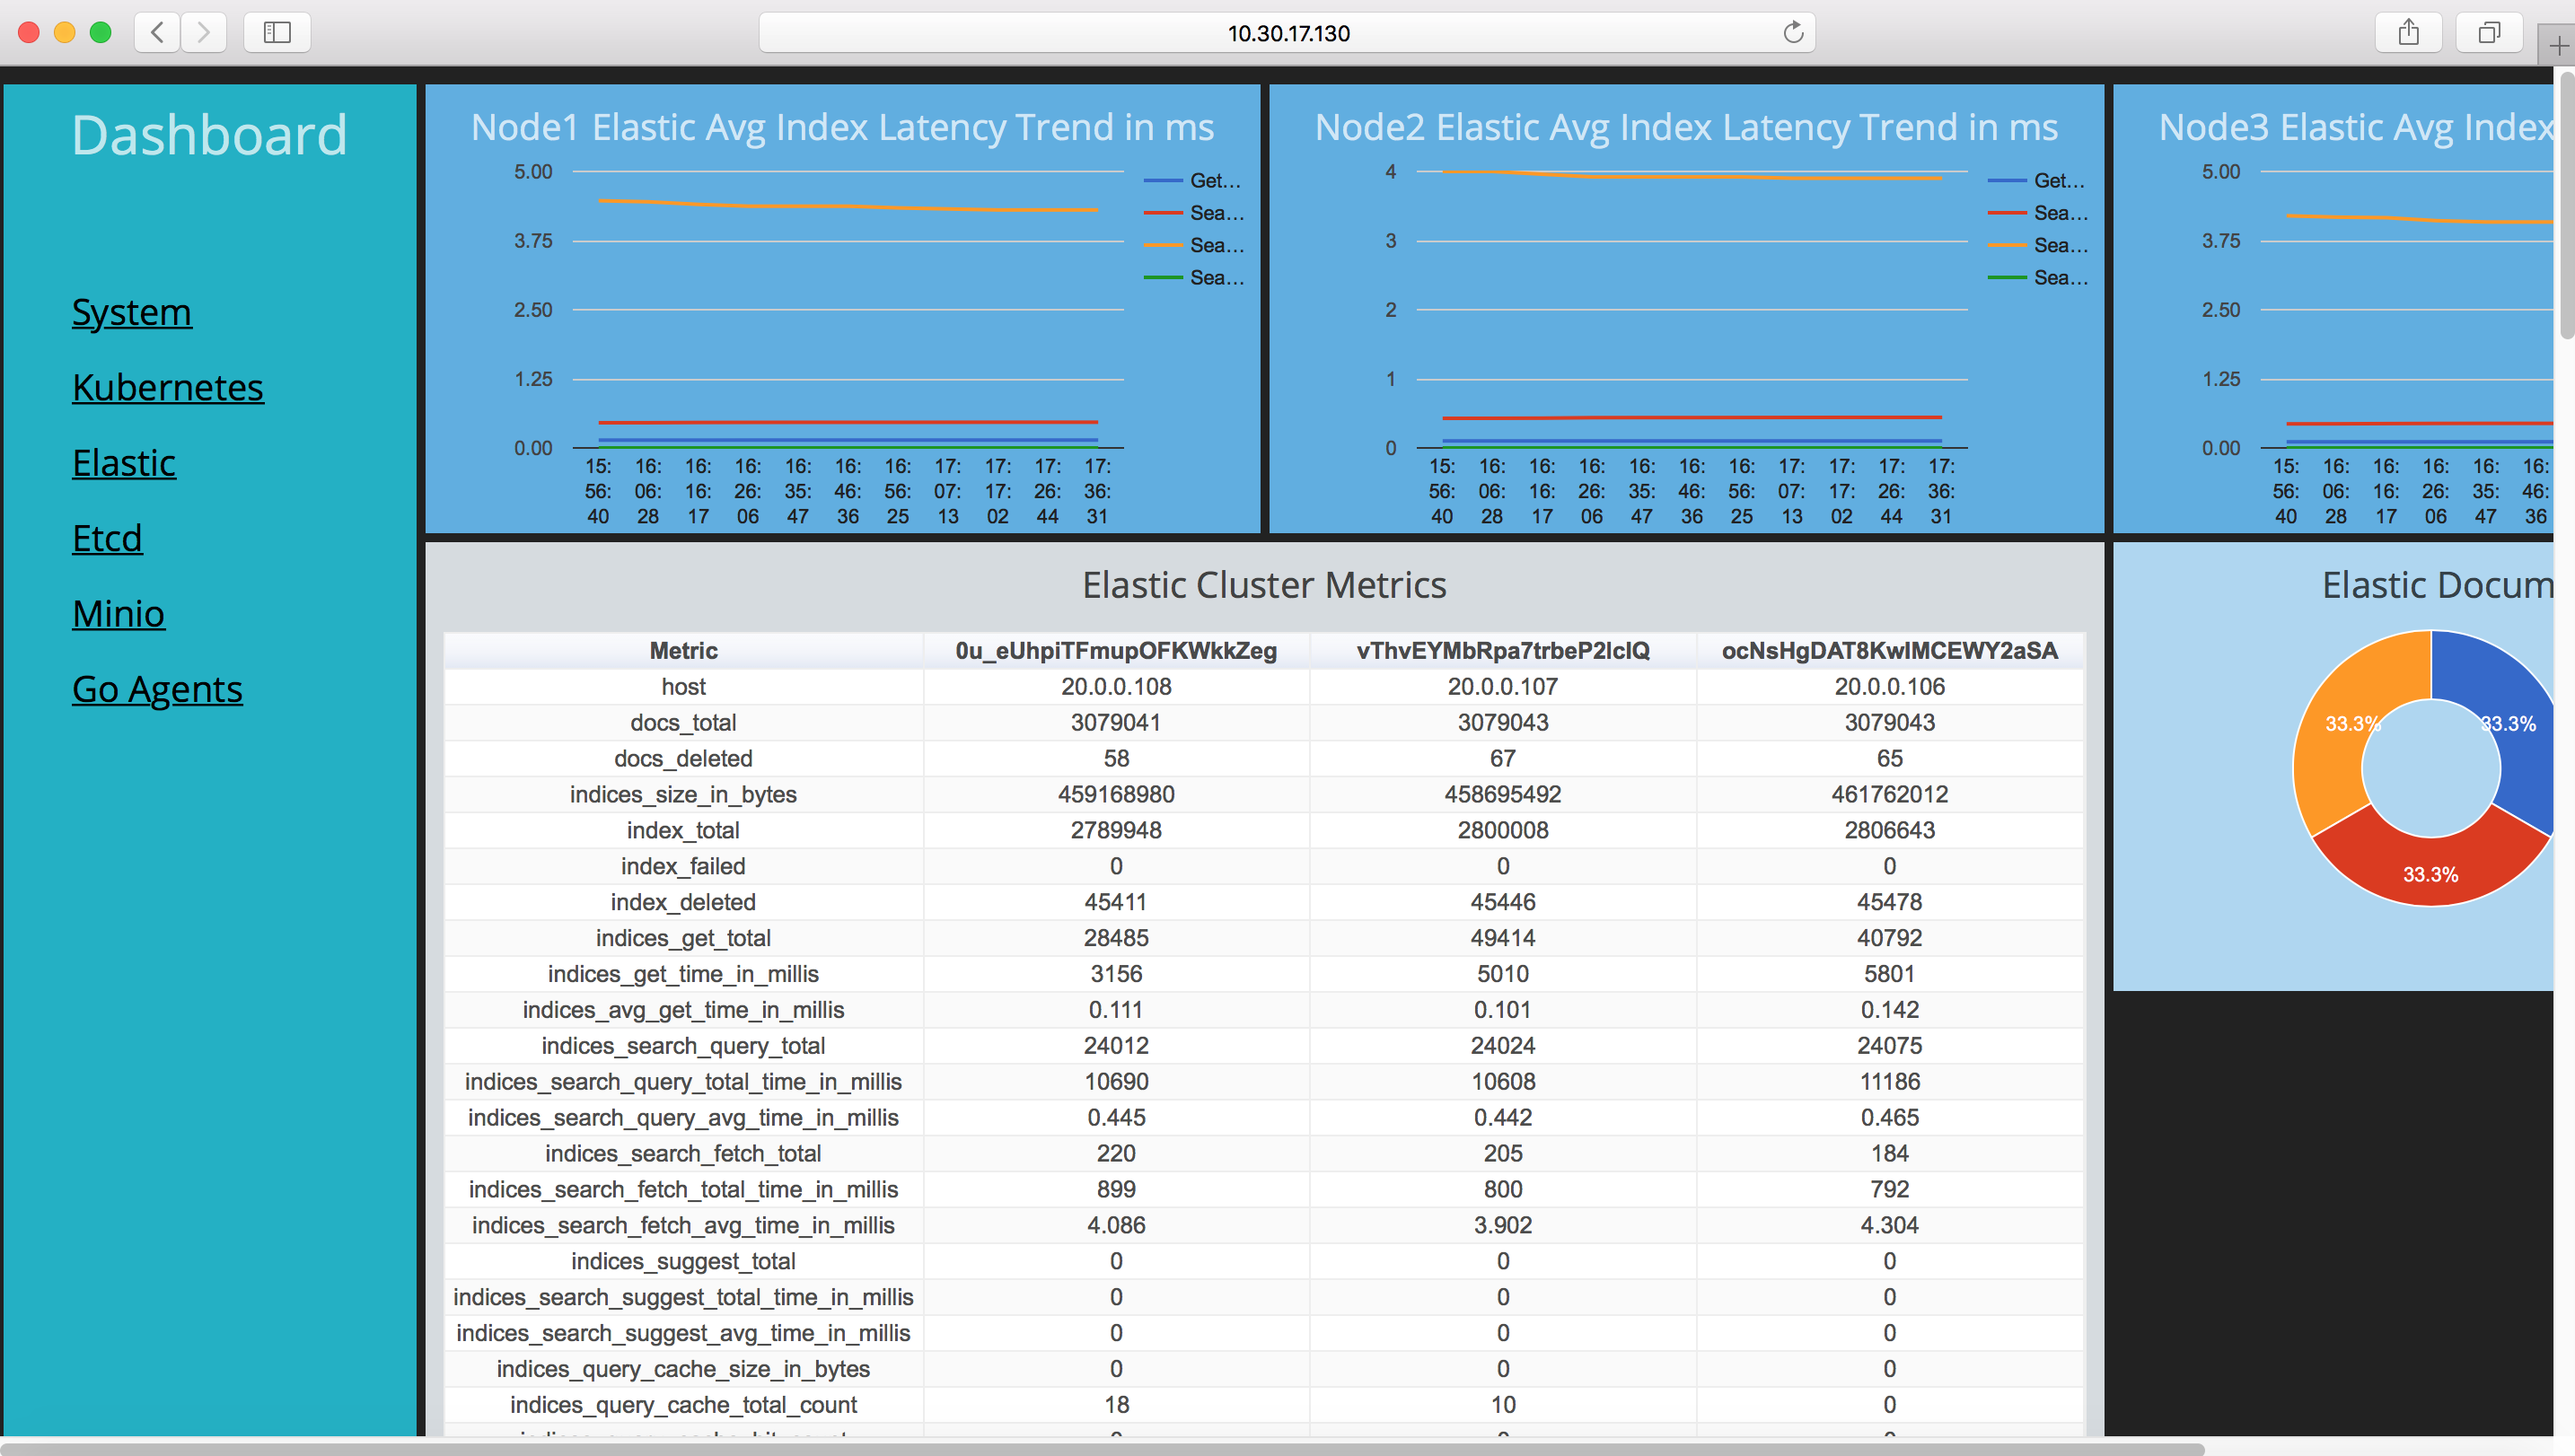 10.30.17.130
Dashboard
System
Kubernetes
Elastic
Etcd
Minio
Go Agents
Node1 Elastic Avg Index Latency Trend in ms
5.00
3.75
2.50
1.25
0.00
Get...
Sea...
Sea...
Sea...
15: 16: 16: 16: 16: 16: 16: 17: 17: 17: 17:
56: 06: 16: 26: 35: 46: 56: 07: 17: 26: 36:
40 28 17 06 47 36 25 13 02 44 31
Node2 Elastic Avg Index Latency Trend in ms
4
3
2
1
0
Get...
Sea...
Sea...
Sea...
15: 16: 16: 16: 16: 16: 16: 17: 17: 17: 17:
56: 06: 16: 26: 35: 46: 56: 07: 17: 26: 36:
40 28 17 06 47 36 25 13 02 44 31
Node3 Elastic Avg Index
5.00
3.75
2.50
1.25
0.00
15: 16: 16: 16: 16: 16:
56: 06: 16: 26: 35: 46:
40 28 17 06 47 36
Elastic Cluster Metrics
Metric 0u_eUhpiTFmupOFKWkkZeg vThvEYMbRpa7trbeP2lclQ ocNsHgDAT8KwIMCEWY2aSA
host 20.0.0.108 20.0.0.107 20.0.0.106
docs_total 3079041 3079043 3079043
docs_deleted 58 67 65
indices_size_in_bytes 459168980 458695492 461762012
index_total 2789948 2800008 2806643
index_failed 0 0 0
index_deleted 45411 45446 45478
indices_get_total 28485 49414 40792
indices_get_time_in_millis 3156 5010 5801
indices_avg_get_time_in_millis 0.111 0.101 0.142
indices_search_query_total 24012 24024 24075
indices_search_query_total_time_in_millis 10690 10608 11186
indices_search_query_avg_time_in_millis 0.445 0.442 0.465
indices_search_fetch_total 220 205 184
indices_search_fetch_total_time_in_millis 899 800 792
indices_search_fetch_avg_time_in_millis 4.086 3.902 4.304
indices_suggest_total 0 0 0
indices_search_suggest_total_time_in_millis 0 0 0
indices_search_suggest_avg_time_in_millis 0 0 0
indices_query_cache_size_in_bytes 0 0 0
indices_query_cache_total_count 18 10 0
Elastic Docum
33.3%
33.3%
33.3%